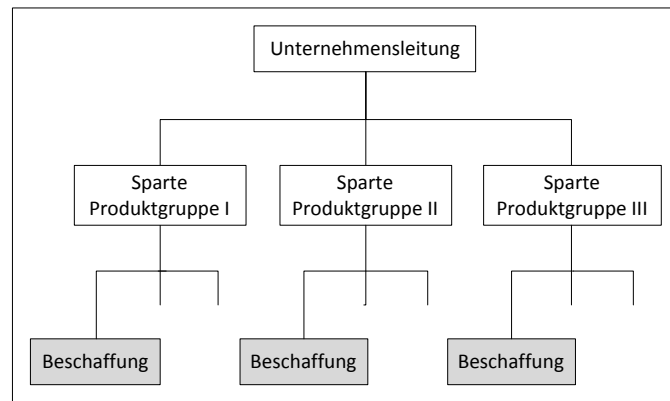 Unternehmensleitung
Sparte
Produktgruppe I
Sparte
Produktgruppe II
Sparte
Produktgruppe III
Beschaffung
Beschaffung
Beschaffung